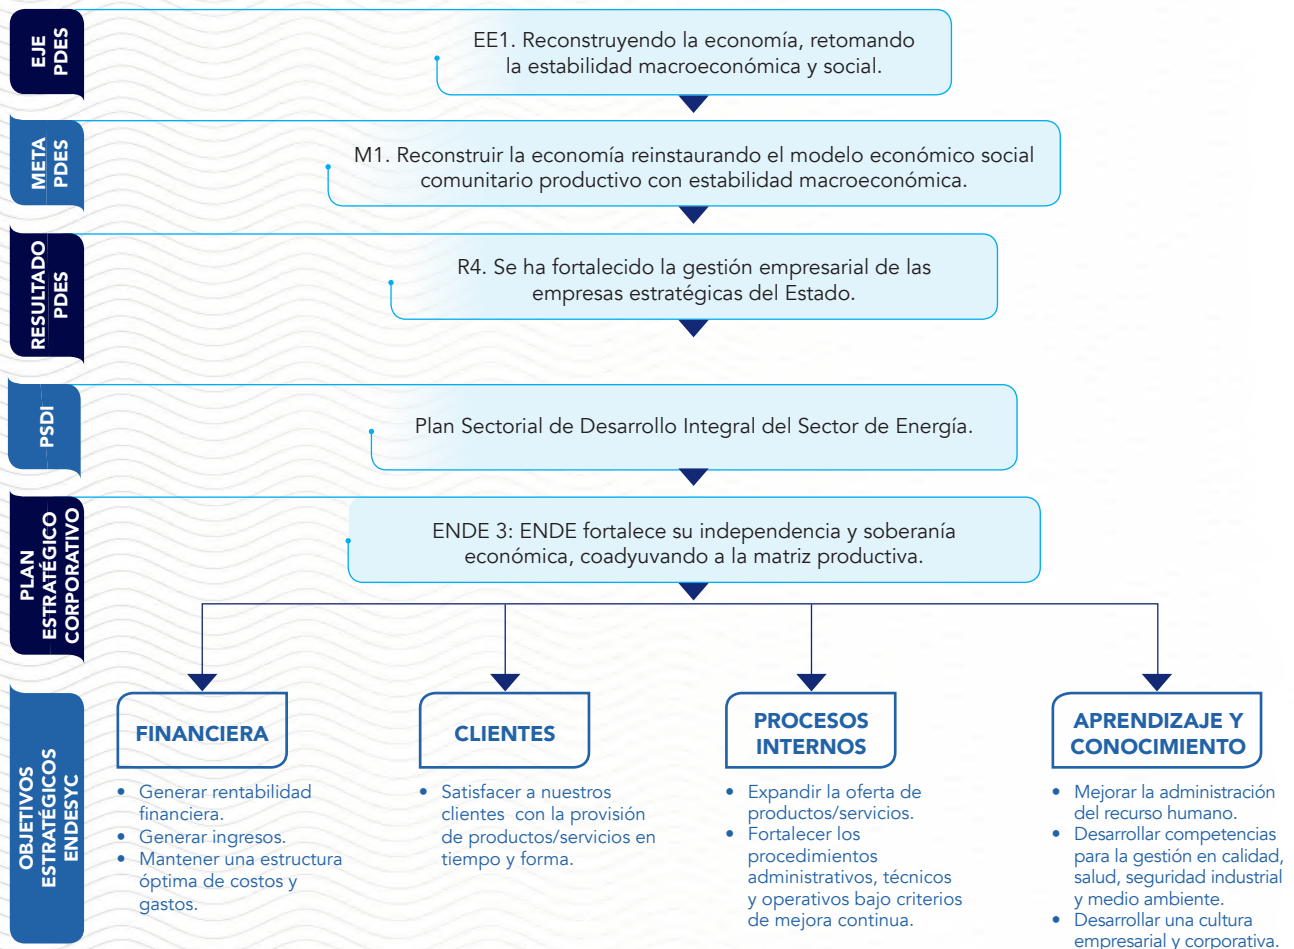 EJE
PDES
EE1. Reconstruyendo la economía, retomando
la estabilidad macroeconómica y social.
META
PDES
M1. Reconstruir la economía reinstaurando el modelo económico social
comunitario productivo con estabilidad macroeconómica.
RESULTADO
PDES
R4. Se ha fortalecido la gestión empresarial de las
empresas estratégicas del Estado.
PSDI
Plan Sectorial de Desarrollo Integral del Sector de Energía.
PLAN
ESTRATÉGICO
CORPORATIVO
ENDE 3: ENDE fortalece su independencia y soberanía
económica, coadyuvando a la matriz productiva.
OBJETIVOS
ESTRATÉGICOS
ENDESYC
FINANCIERA
• Generar rentabilidad
financiera.
• Generar ingresos.
• Mantener una estructura
óptima de costos y
gastos.
CLIENTES
• Satisfacer a nuestros
clientes con la provisión
de productos/servicios en
tiempo y forma.
PROCESOS
INTERNOS
• Expandir la oferta de
productos/servicios.
• Fortalecer los
procedimientos
administrativos, técnicos
y operativos bajo criterios
de mejora continua.
APRENDIZAJE Y
CONOCIMIENTO
• Mejorar la administración
del recurso humano.
• Desarrollar competencias
para la gestión en calidad,
salud, seguridad industrial
y medio ambiente.
• Desarrollar una cultura
empresarial y corporativa.